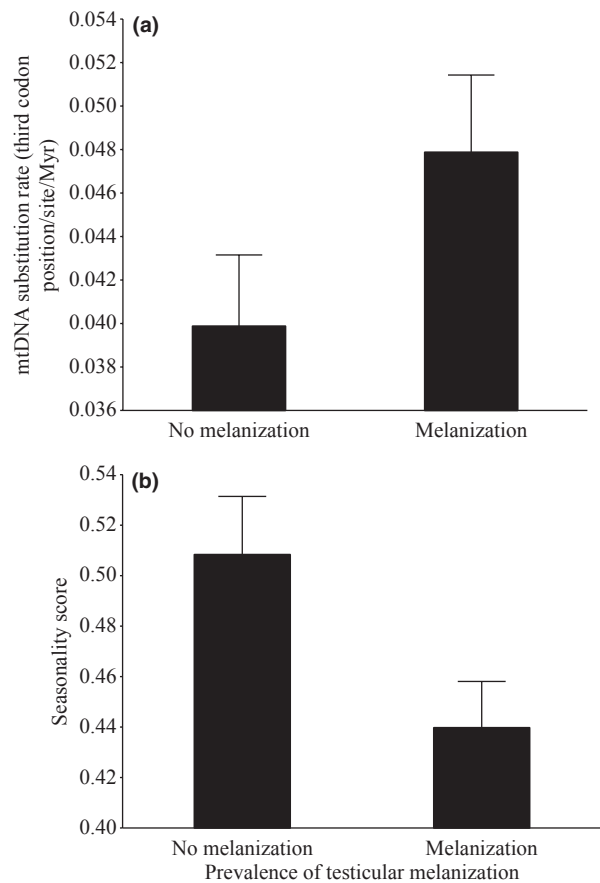 (a)
0.054
0.052
0.050
0.048
0.046
0.044
0.042
0.040
0.038
0.036
mtDNA substitution rate (third codon
position/site/Myr)
No melanization
Melanization
(b)
0.54
0.52
0.50
0.48
0.46
0.44
0.42
0.40
Seasonality score
No melanization
Melanization
Prevalence of testicular melanization